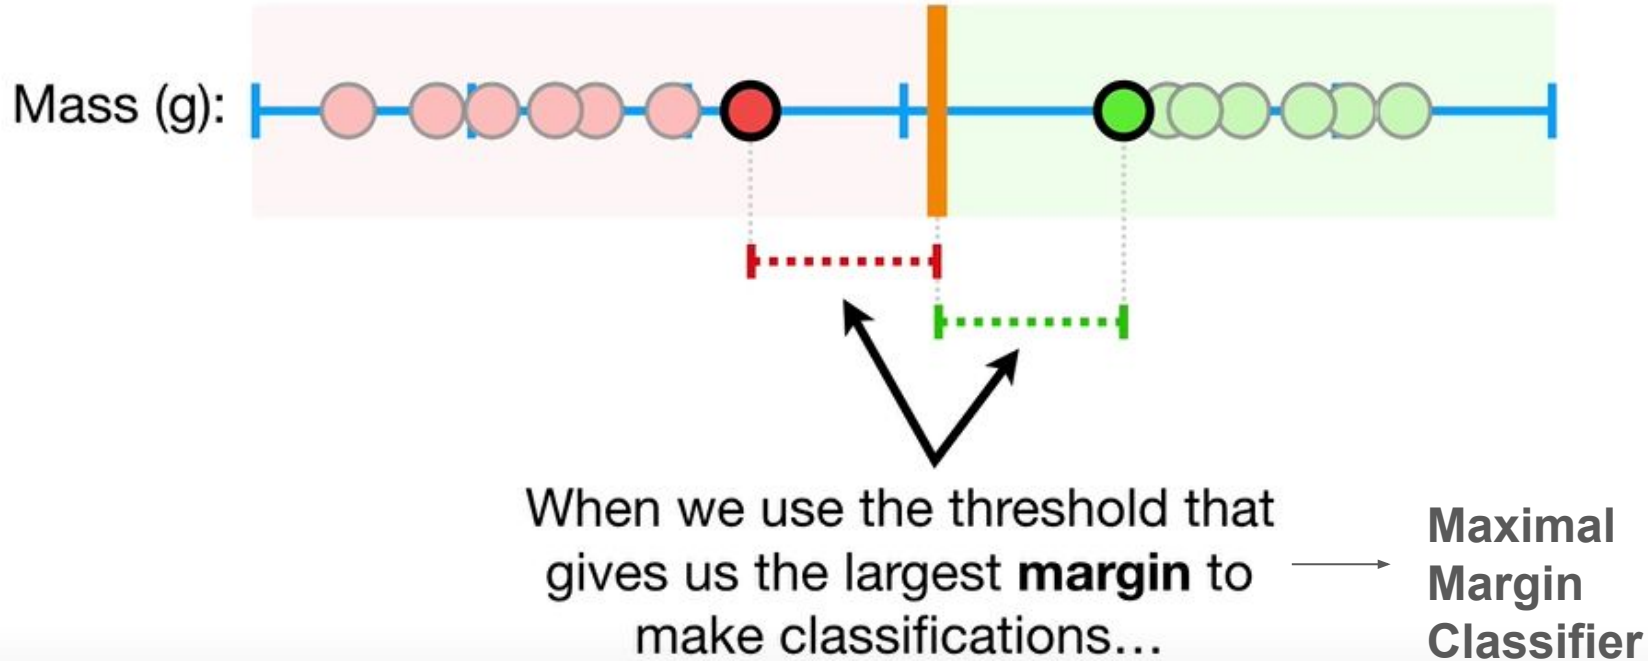 Mass (g):
When we use the threshold that
gives us the largest margin to
make classifications...
Maximal
Margin
Classifier